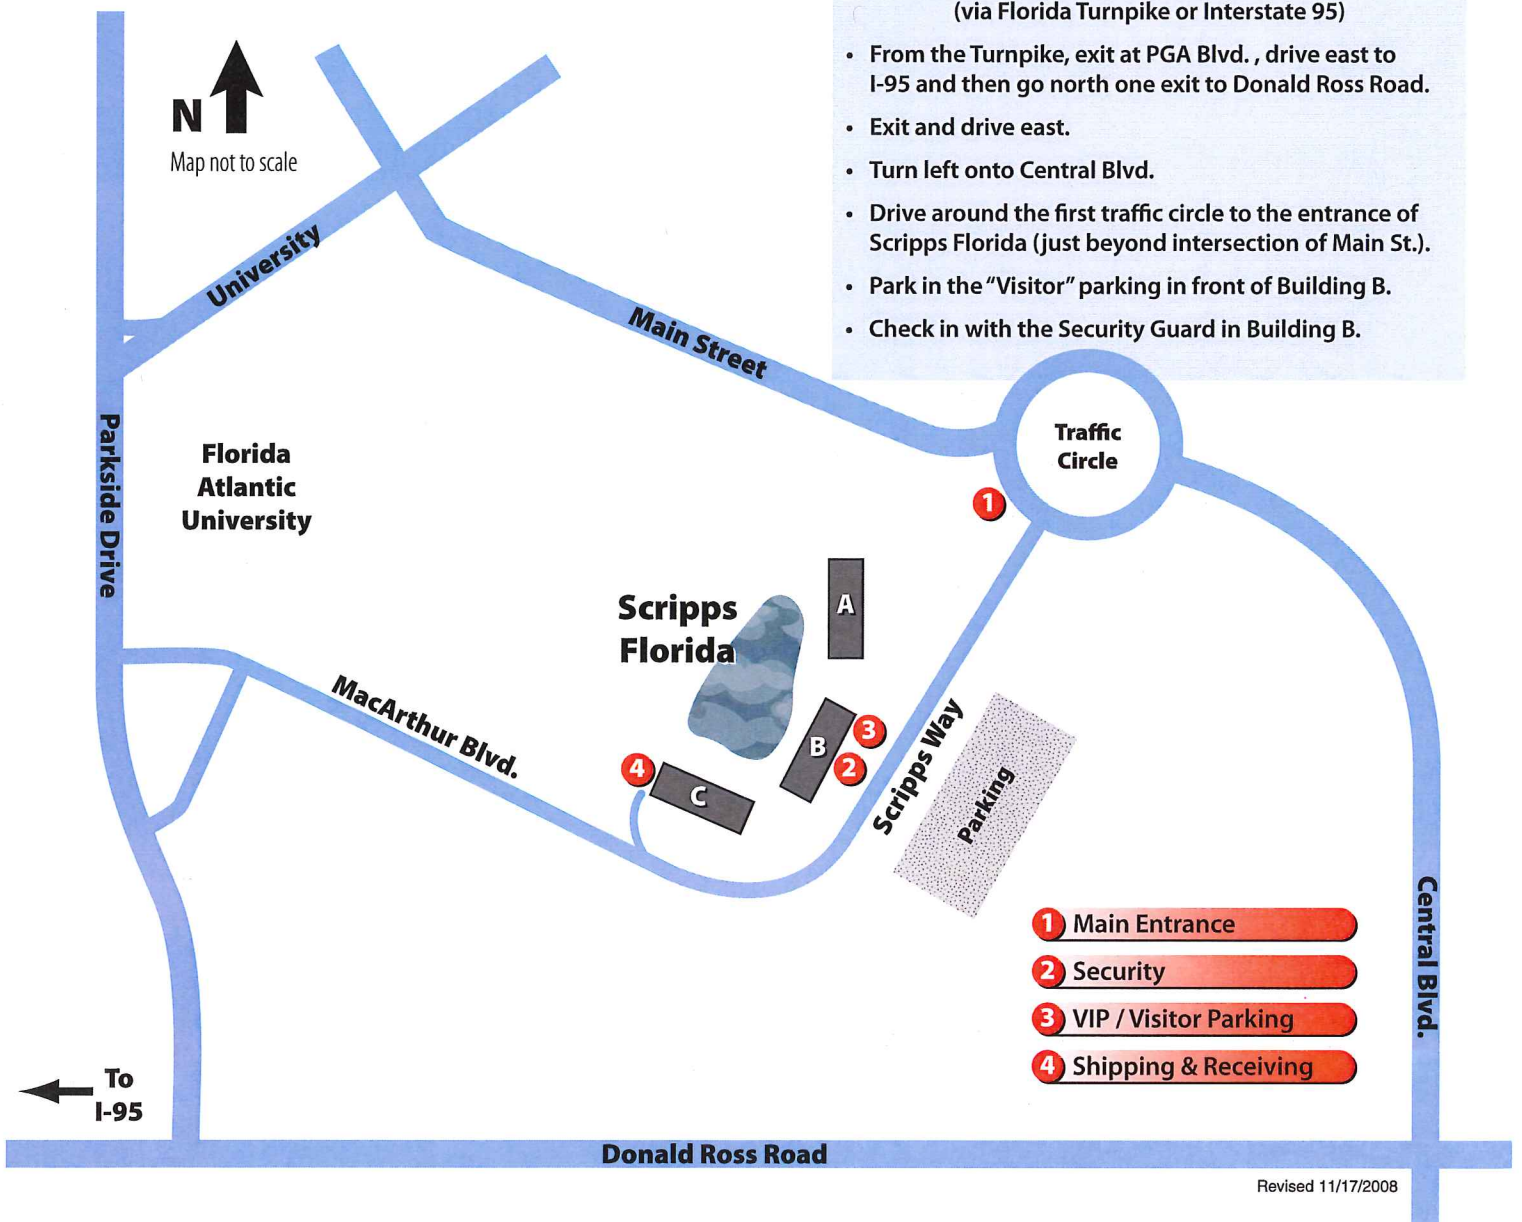 (via Florida Turnpike or Interstate 95)
• From the Turnpike, exit at PGA Blvd. , drive east to
I-95 and then go north one exit to Donald Ross Road.
• Exit and drive east.
• Turn left onto Central Blvd.
• Drive around the first traffic circle to the entrance of
Scripps Florida (just beyond intersection of Main St.).
• Park in the “Visitor” parking in front of Building B.
• Check in with the Security Guard in Building B.
N
Map not to scale
University
Main Street
Traffic
Circle
Parkside Drive
Florida
Atlantic
University
1
A
Scripps
Florida
MacArthur Blvd.
3
B
2
4
C
Scripps Way
Parking
Central Blvd.
1 Main Entrance
2 Security
3 VIP / Visitor Parking
4 Shipping & Receiving
To
I-95
Donald Ross Road
Revised 11/17/2008